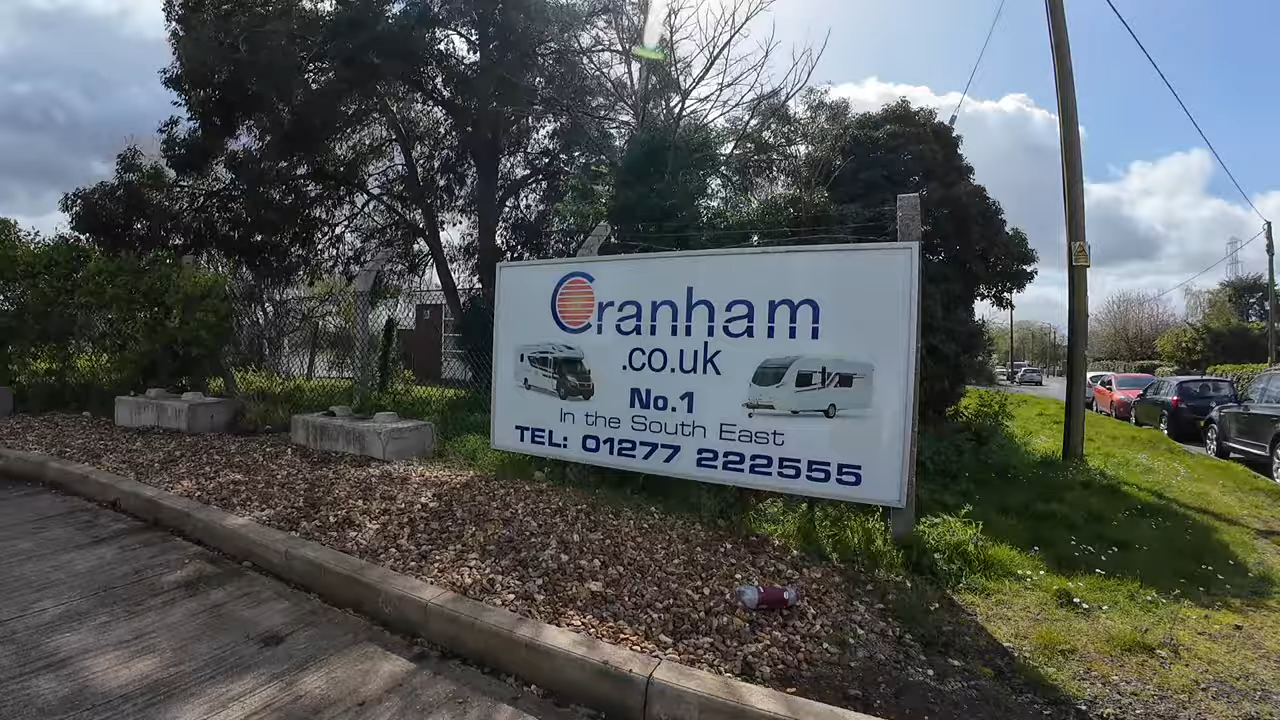 Cranham
.co.uk
No.1
In the South East
TEL: 01277 222555